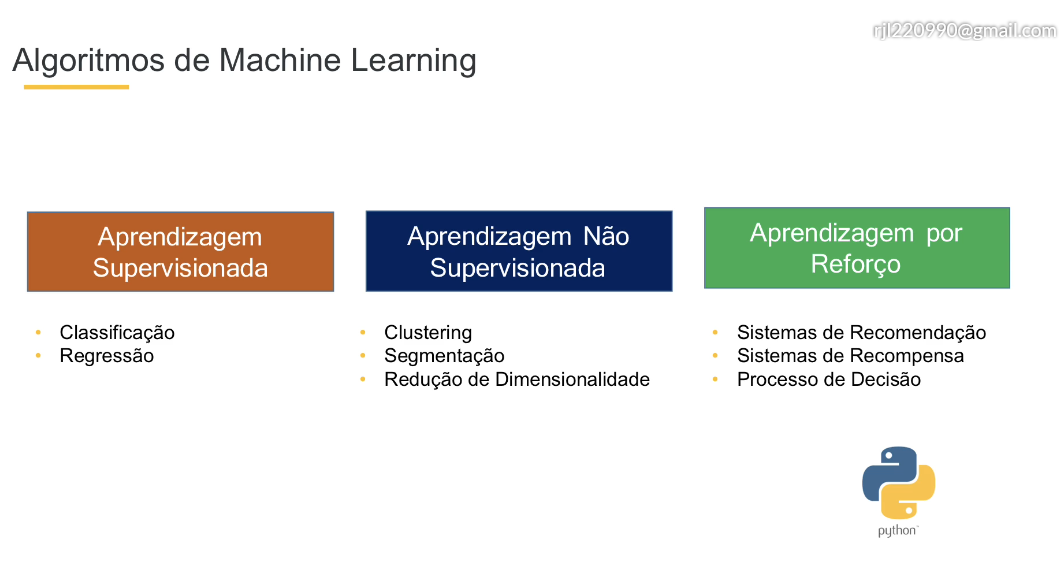 rjl220990@gmail.com
Algoritmos de Machine Learning
Aprendizagem
Supervisionada
• Classificação
• Regressão
Aprendizagem Não
Supervisionada
• Clustering
• Segmentação
• Redução de Dimensionalidade
Aprendizagem por
Reforço
• Sistemas de Recomendação
• Sistemas de Recompensa
• Processo de Decisão
python™